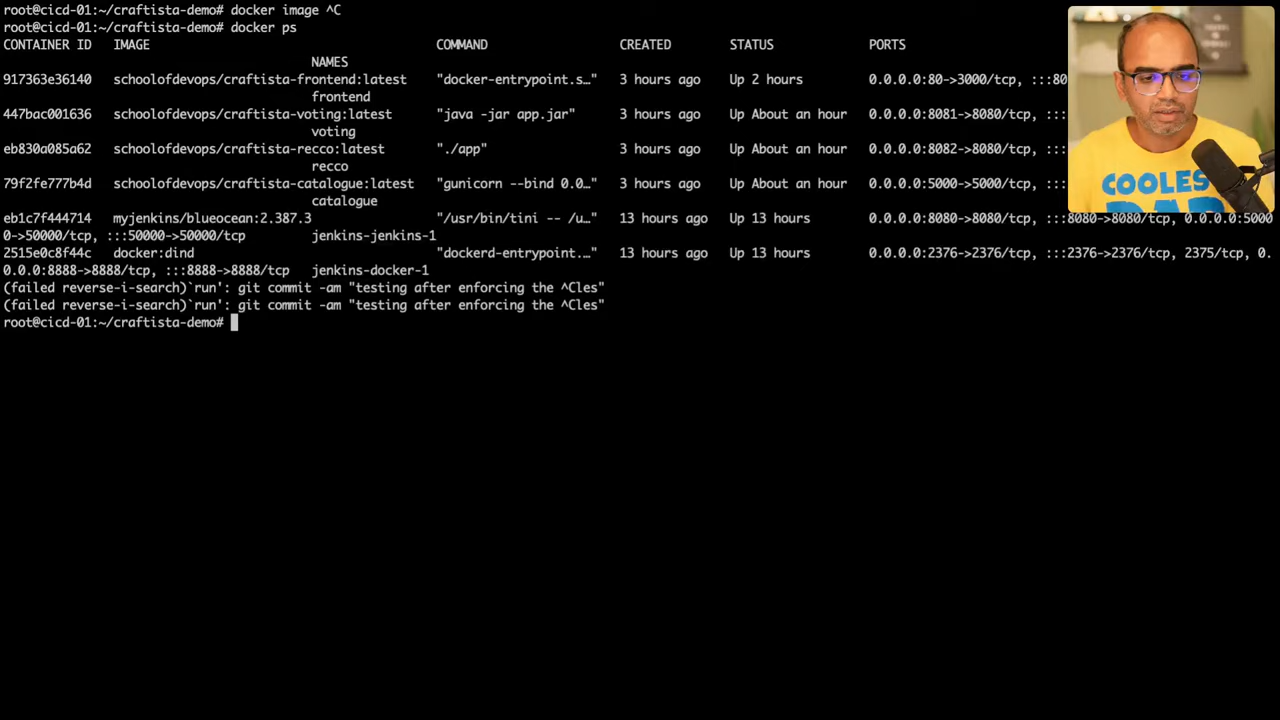 root@cicd-01:~/craftista-demo# docker image ^C
root@cicd-01:~/craftista-demo# docker ps
CONTAINER ID IMAGE COMMAND CREATED STATUS PORTS
NAMES
917363e36140 schoolofdevops/craftista-frontend:latest "docker-entrypoint.s…" 3 hours ago Up 2 hours 0.0.0.0:80->3000/tcp, :::80
frontend
447bac001636 schoolofdevops/craftista-voting:latest "java -jar app.jar" 3 hours ago Up About an hour 0.0.0.0:8081->8080/tcp, :::
voting
eb830a085a62 schoolofdevops/craftista-recco:latest "./app" 3 hours ago Up About an hour 0.0.0.0:8082->8080/tcp, :::
recco
79f2fe777b4d schoolofdevops/craftista-catalogue:latest "gunicorn --bind 0.0…" 3 hours ago Up About an hour 0.0.0.0:5000->5000/tcp, :::
catalogue
eb1c7f444714 myjenkins/blueocean:2.387.3 "/usr/bin/tini -- /u…" 13 hours ago Up 13 hours 0.0.0.0:8080->8080/tcp, :::8080->8080/tcp, 0.0.0.0:5000
0->50000/tcp, :::50000->50000/tcp jenkins-jenkins-1
2515e0c8f44c docker:dind "dockerd-entrypoint.…" 13 hours ago Up 13 hours 0.0.0.0:2376->2376/tcp, :::2376->2376/tcp, 2375/tcp, 0.
0.0.0:8888->8888/tcp, :::8888->8888/tcp jenkins-docker-1
(failed reverse-i-search)`run': git commit -am "testing after enforcing the ^Cles"
(failed reverse-i-search)`run': git commit -am "testing after enforcing the ^Cles"
root@cicd-01:~/craftista-demo#
COOLES